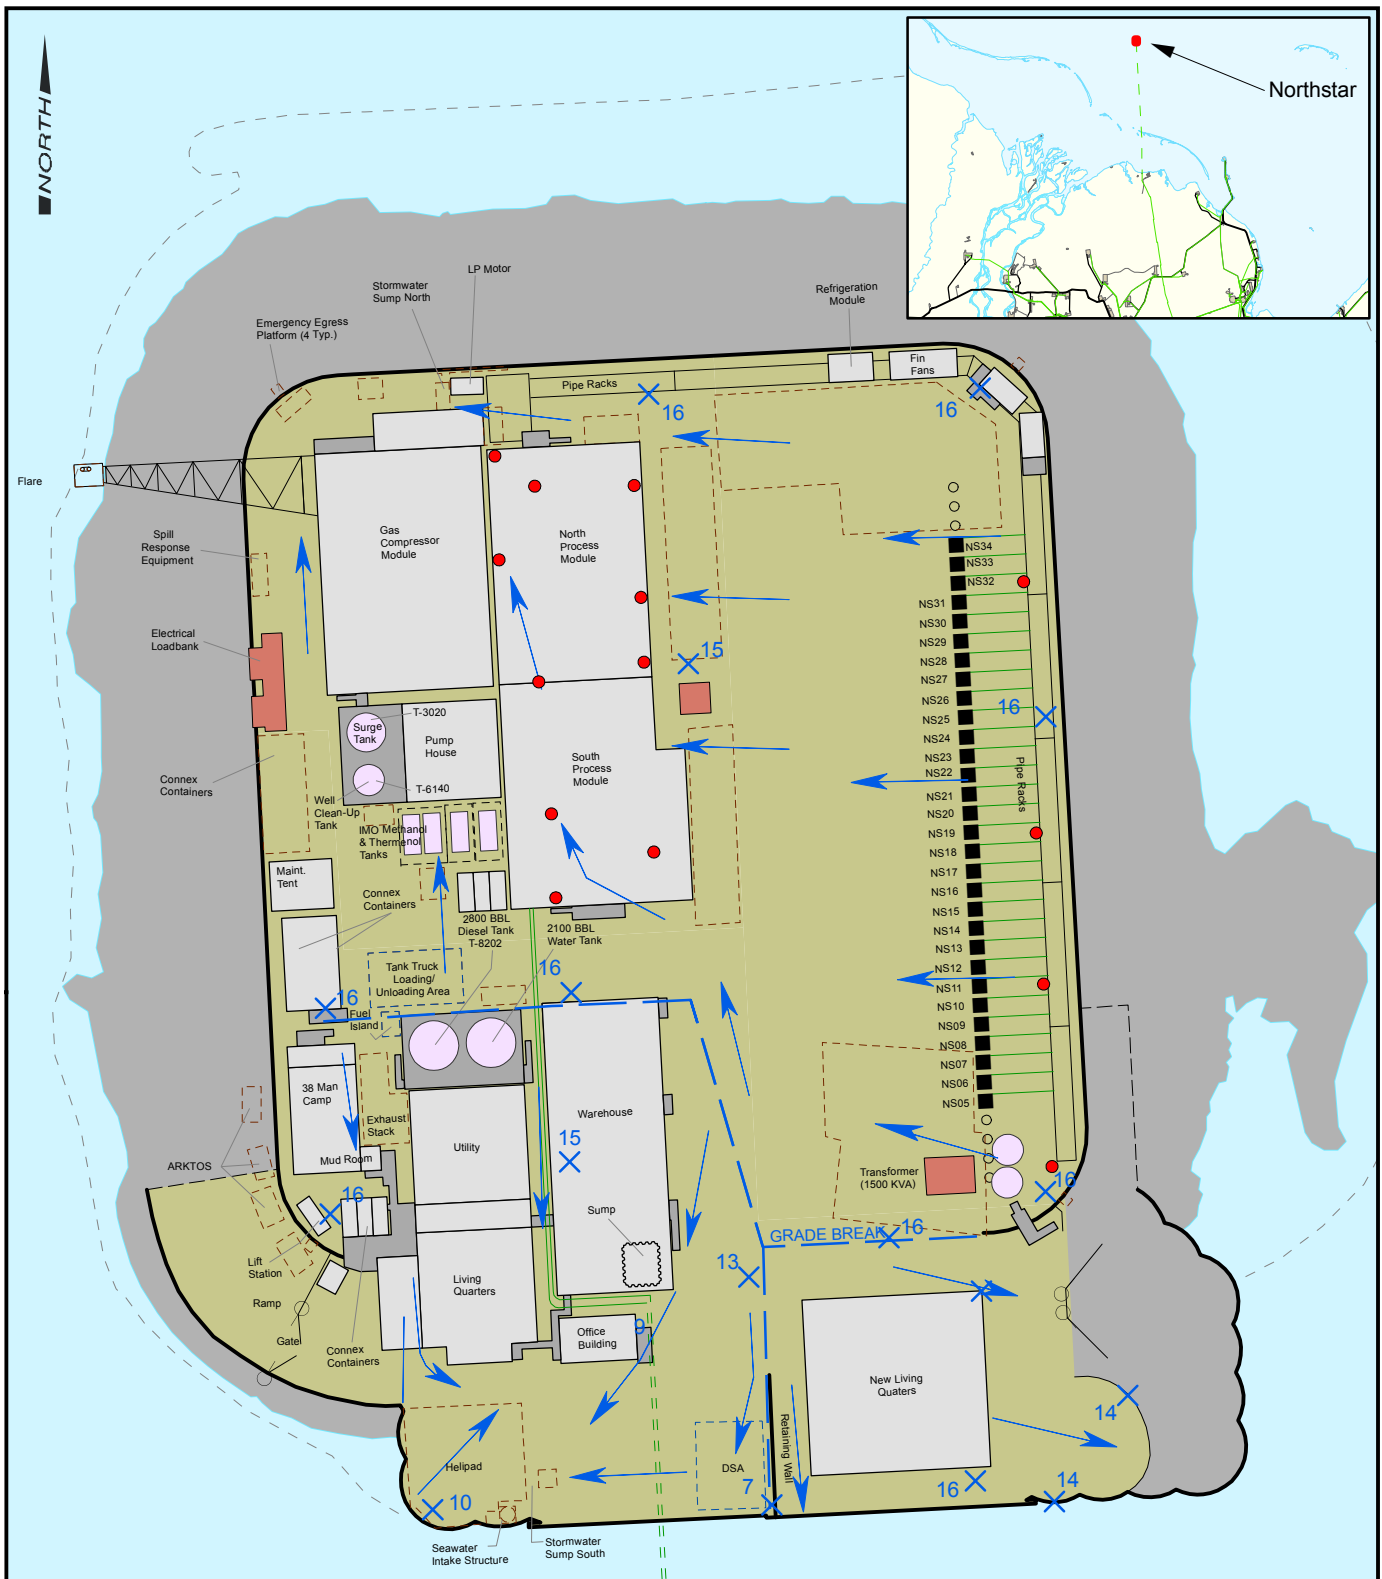 NORTH
Northstar
LP Motor
Stormwater
Sump North
Refrigeration
Module
Emergency Egress
Platform (4 Typ.)
Fin
Fans
Pipe Racks
16
16
Flare
Gas
Compressor
Module
North
Process
Module
Spill
Response
Equipment
NS34
NS33
NS32
NS31
NS30
NS29
NS28
NS27
NS26
NS25
NS24
NS23
NS22
NS21
NS20
NS19
NS18
NS17
NS16
NS15
NS14
NS13
NS12
NS11
NS10
NS09
NS08
NS07
NS06
NS05
Electrical
Loadbank
15
16
T-3020
Surge
Tank
Pump
House
South
Process
Module
Pipe Racks
Connex
Containers
T-6140
Well
Clean-Up
Tank
IMO Methanol
& Thermenol
Tanks
Maint.
Tent
Connex
Containers
2800 BBL
Diesel Tank
T-8202
2100 BBL
Water Tank
Tank Truck
Loading/
Unloading Area
16
16
Fuel
Island
38 Man
Camp
Exhaust
Stack
Warehouse
Utility
15
Mud Room
ARKTOS
Transformer
(1500 KVA)
16
16
Sump
GRADE BREAK
16
Lift
Station
13
Ramp
Living
Quarters
Gate
Connex
Containers
Office
Building
9
New Living
Quaters
14
Retaining Wall
Helipad
DSA
7
16
14
10
Seawater
Intake Structure
Stormwater
Sump South